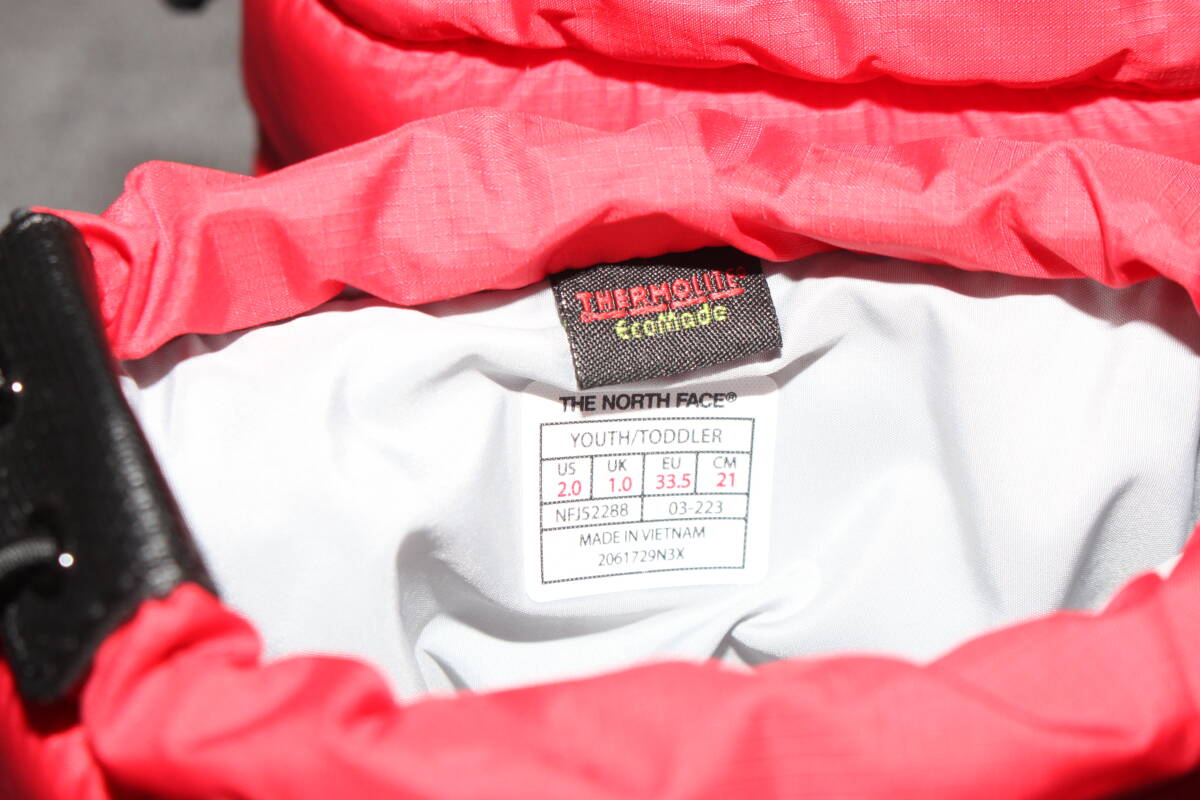 THERMOLITE®
EcoMade
THE NORTH FACE®
YOUTH/TODDLER
US UK EU CM
2.0 1.0 33.5 21
NFJ52288 03-223
MADE IN VIETNAM
2061729N3X